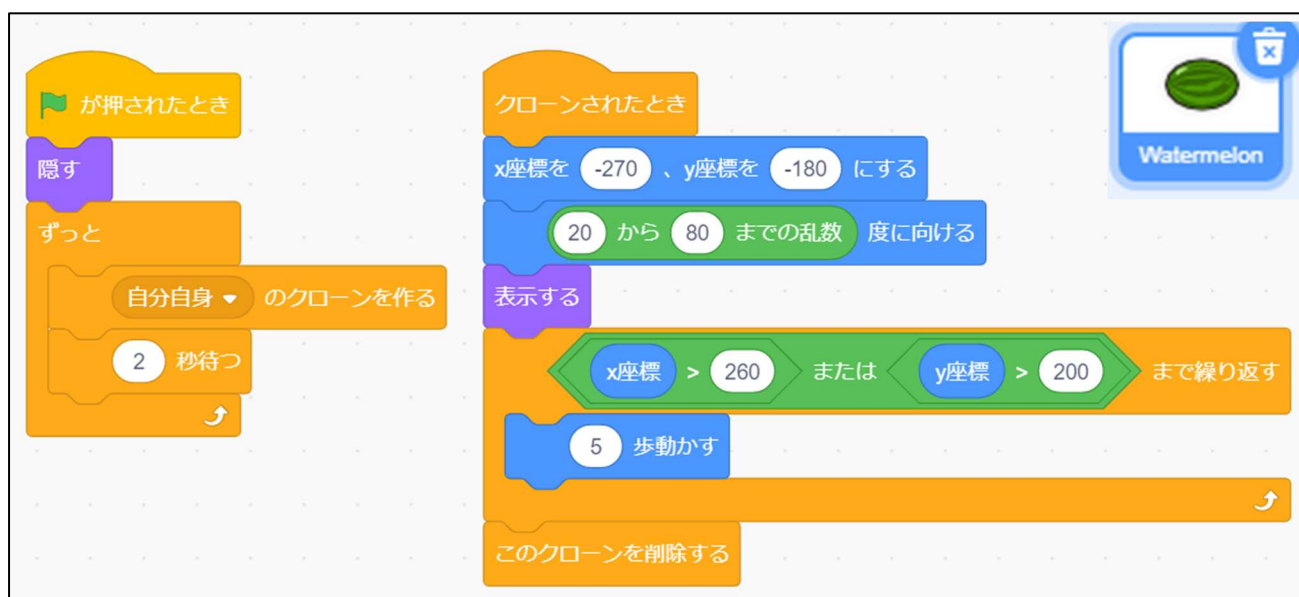 が押されたとき
隠す
ずっと
自分自身 のクローンを作る
2 秒待つ
クローンされたとき
x座標を -270 、y座標を -180 にする
20 から 80 までの乱数 度に向ける
表示する
x座標 > 260 または y座標 > 200 まで繰り返す
5 歩動かす
このクローンを削除する
Watermelon